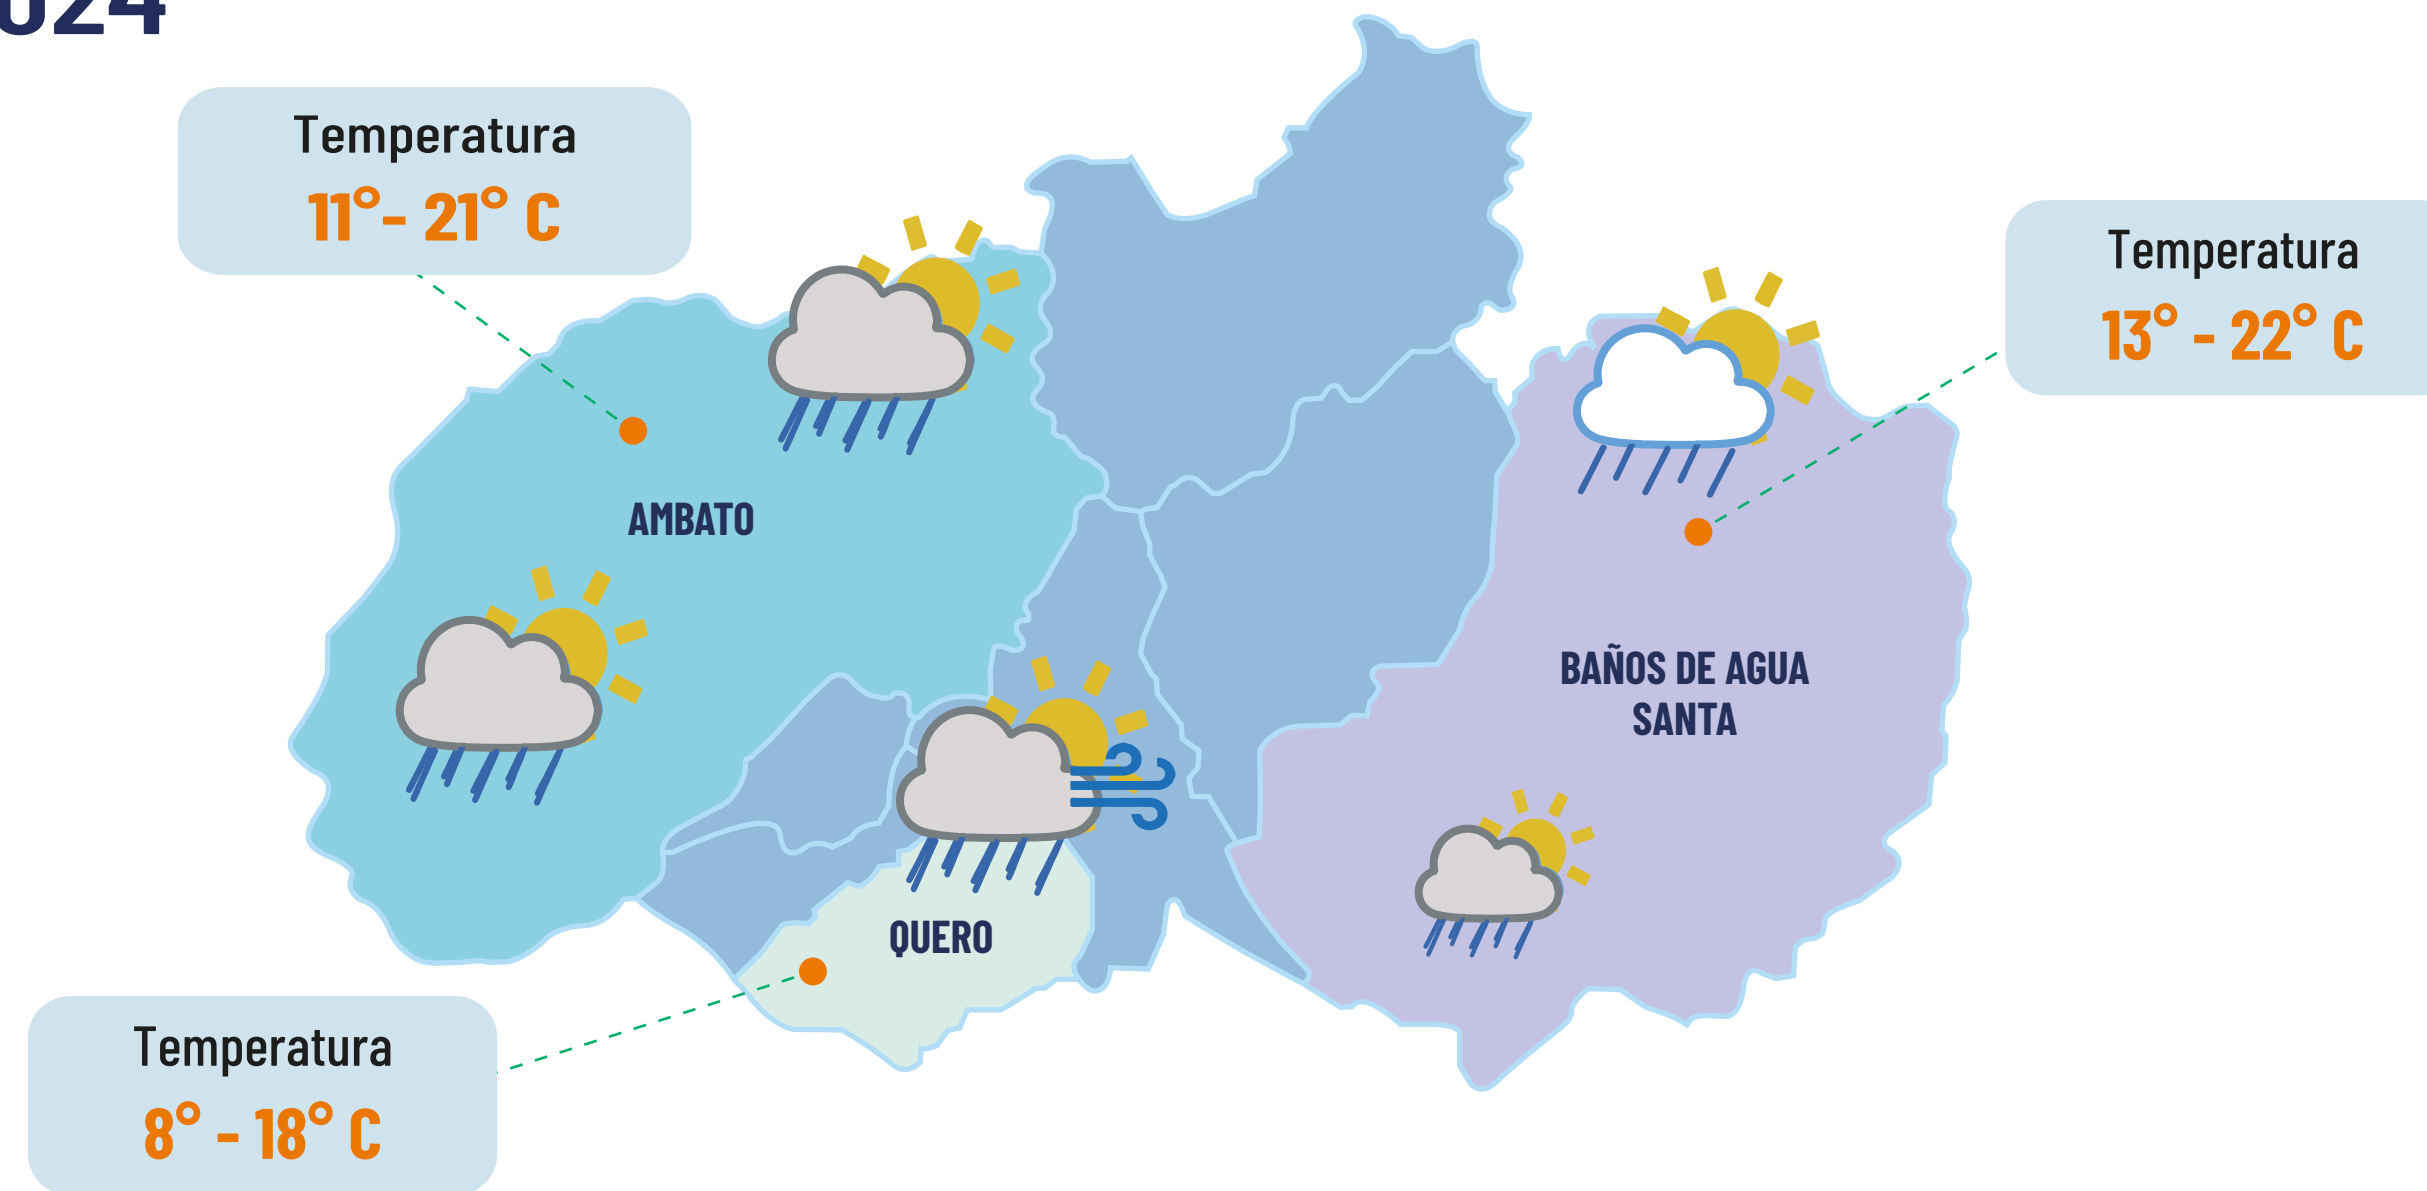 Temperatura
11°- 21° C
Temperatura
13° - 22° C
AMBATO
BAÑOS DE AGUA
SANTA
QUERO
Temperatura
8° - 18° C